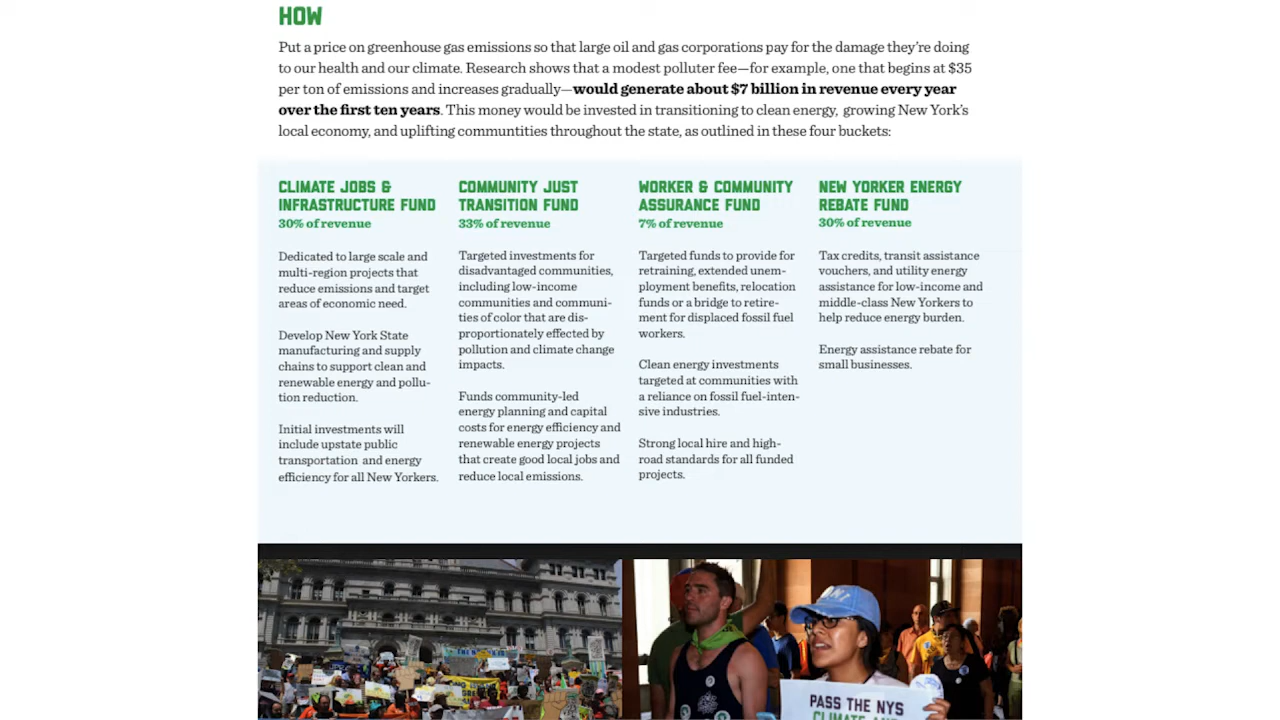 HOW
Put a price on greenhouse gas emissions so that large oil and gas corporations pay for the damage they're doing
to our health and our climate. Research shows that a modest polluter fee—for example, one that begins at $35
per ton of emissions and increases gradually—would generate about $7 billion in revenue every year
over the first ten years. This money would be invested in transitioning to clean energy, growing New York's
local economy, and uplifting communtities throughout the state, as outlined in these four buckets:
CLIMATE JOBS &
INFRASTRUCTURE FUND
30% of revenue
Dedicated to large scale and
multi-region projects that
reduce emissions and target
areas of economic need.
Develop New York State
manufacturing and supply
chains to support clean and
renewable energy and pollu-
tion reduction.
Initial investments will
include upstate public
transportation and energy
efficiency for all New Yorkers.
COMMUNITY JUST
TRANSITION FUND
33% of revenue
Targeted investments for
disadvantaged communities,
including low-income
communities and communi-
ties of color that are dis-
proportionately effected by
pollution and climate change
impacts.
Funds community-led
energy planning and capital
costs for energy efficiency and
renewable energy projects
that create good local jobs and
reduce local emissions.
WORKER & COMMUNITY
ASSURANCE FUND
7% of revenue
Targeted funds to provide for
retraining, extended unem-
ployment benefits, relocation
funds or a bridge to retire-
ment for displaced fossil fuel
workers.
Clean energy investments
targeted at communities with
a reliance on fossil fuel-inten-
sive industries.
Strong local hire and high-
road standards for all funded
projects.
NEW YORKER ENERGY
REBATE FUND
30% of revenue
Tax credits, transit assistance
vouchers, and utility energy
assistance for low-income and
middle-class New Yorkers to
help reduce energy burden.
Energy assistance rebate for
small businesses.
PASS THE NYS
CLIMATE AND